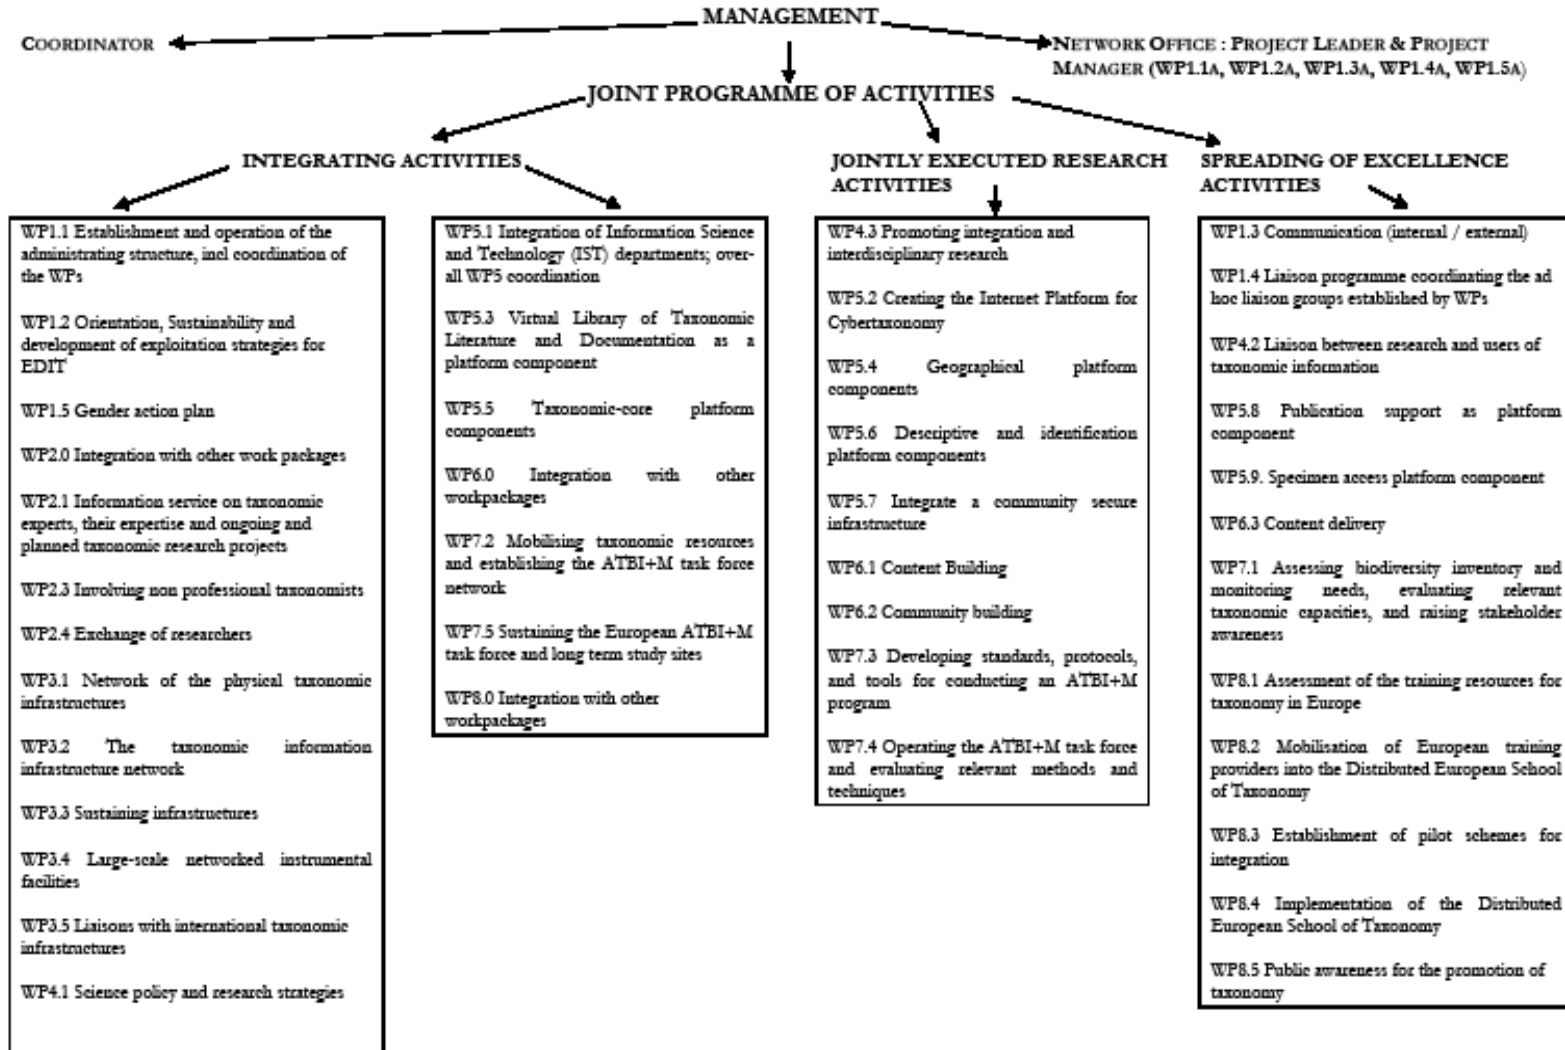 MANAGEMENT
COORDINATOR
NETWORK OFFICE : PROJECT LEADER & PROJECT
MANAGER (WP1.1A, WP1.2A, WP1.3A, WP1.4A, WP1.5A)
JOINT PROGRAMME OF ACTIVITIES
INTEGRATING ACTIVITIES
JOINTLY EXECUTED RESEARCH
ACTIVITIES
SPREADING OF EXCELLENCE
ACTIVITIES
WP1.1 Establishment and operation of the
administrating structure, incl coordination of
the WPs
WP1.2 Orientation, Sustainability and
development of exploitation strategies for
EDIT
WP1.5 Gender action plan
WP2.0 Integration with other work packages
WP2.1 Information service on taxonomic
experts, their expertise and ongoing and
planned taxonomic research projects
WP2.3 Involving non professional taxonomists
WP2.4 Exchange of researchers
WP3.1 Network of the physical taxonomic
infrastructures
WP3.2 The taxonomic information
infrastructure network
WP3.3 Sustaining infrastructures
WP3.4 Large-scale networked instrumental
facilities
WP3.5 Liaisons with international taxonomic
infrastructures
WP4.1 Science policy and research strategies
WP5.1 Integration of Information Science
and Technology (IST) departments; over-
all WP5 coordination
WP5.3 Virtual Library of Taxonomic
Literature and Documentation as a
platform component
WP5.5 Taxonomic-core platform
components
WP6.0 Integration with other
workpackages
WP7.2 Mobilising taxonomic resources
and establishing the ATBI+M task force
network
WP7.5 Sustaining the European ATBI+M
task force and long term study sites
WP8.0 Integration with other
workpackages
WP4.3 Promoting integration and
interdisciplinary research
WP5.2 Creating the Internet Platform for
Cybertaxonomy
WP5.4 Geographical platform
components
WP5.6 Descriptive and identification
platform components
WP5.7 Integrate a community secure
infrastructure
WP6.1 Content Building
WP6.2 Community building
WP7.3 Developing standards, protocols,
and tools for conducting an ATBI+M
program
WP7.4 Operating the ATBI+M task force
and evaluating relevant methods and
techniques
WP1.3 Communication (internal / external)
WP1.4 Liaison programme coordinating the ad
hoc liaison groups established by WPs
WP4.2 Liaison between research and users of
taxonomic information
WP5.8 Publication support as platform
component
WP5.9. Specimen access platform component
WP6.3 Content delivery
WP7.1 Assessing biodiversity inventory and
monitoring needs, evaluating relevant
taxonomic capacities, and raising stakeholder
awareness
WP8.1 Assessment of the training resources for
taxonomy in Europe
WP8.2 Mobilisation of European training
providers into the Distributed European School
of Taxonomy
WP8.3 Establishment of pilot schemes for
integration
WP8.4 Implementation of the Distributed
European School of Taxonomy
WP8.5 Public awareness for the promotion of
taxonomy